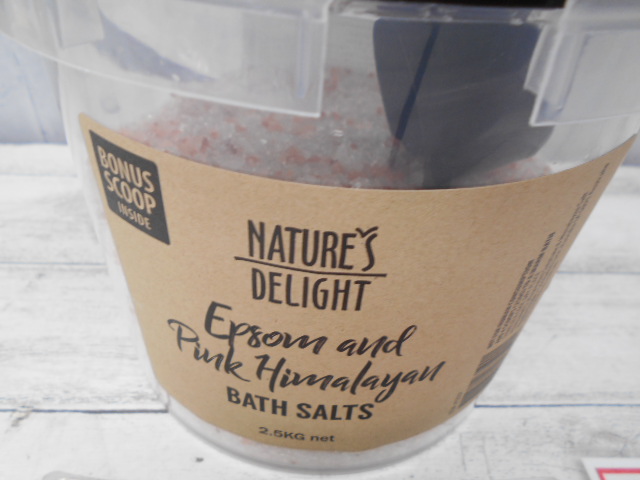 BONUS
SCOOP
INSIDE
NATURE'S
DELIGHT
Epsom and
Pink Himalayan
BATH SALTS
2.5KG net